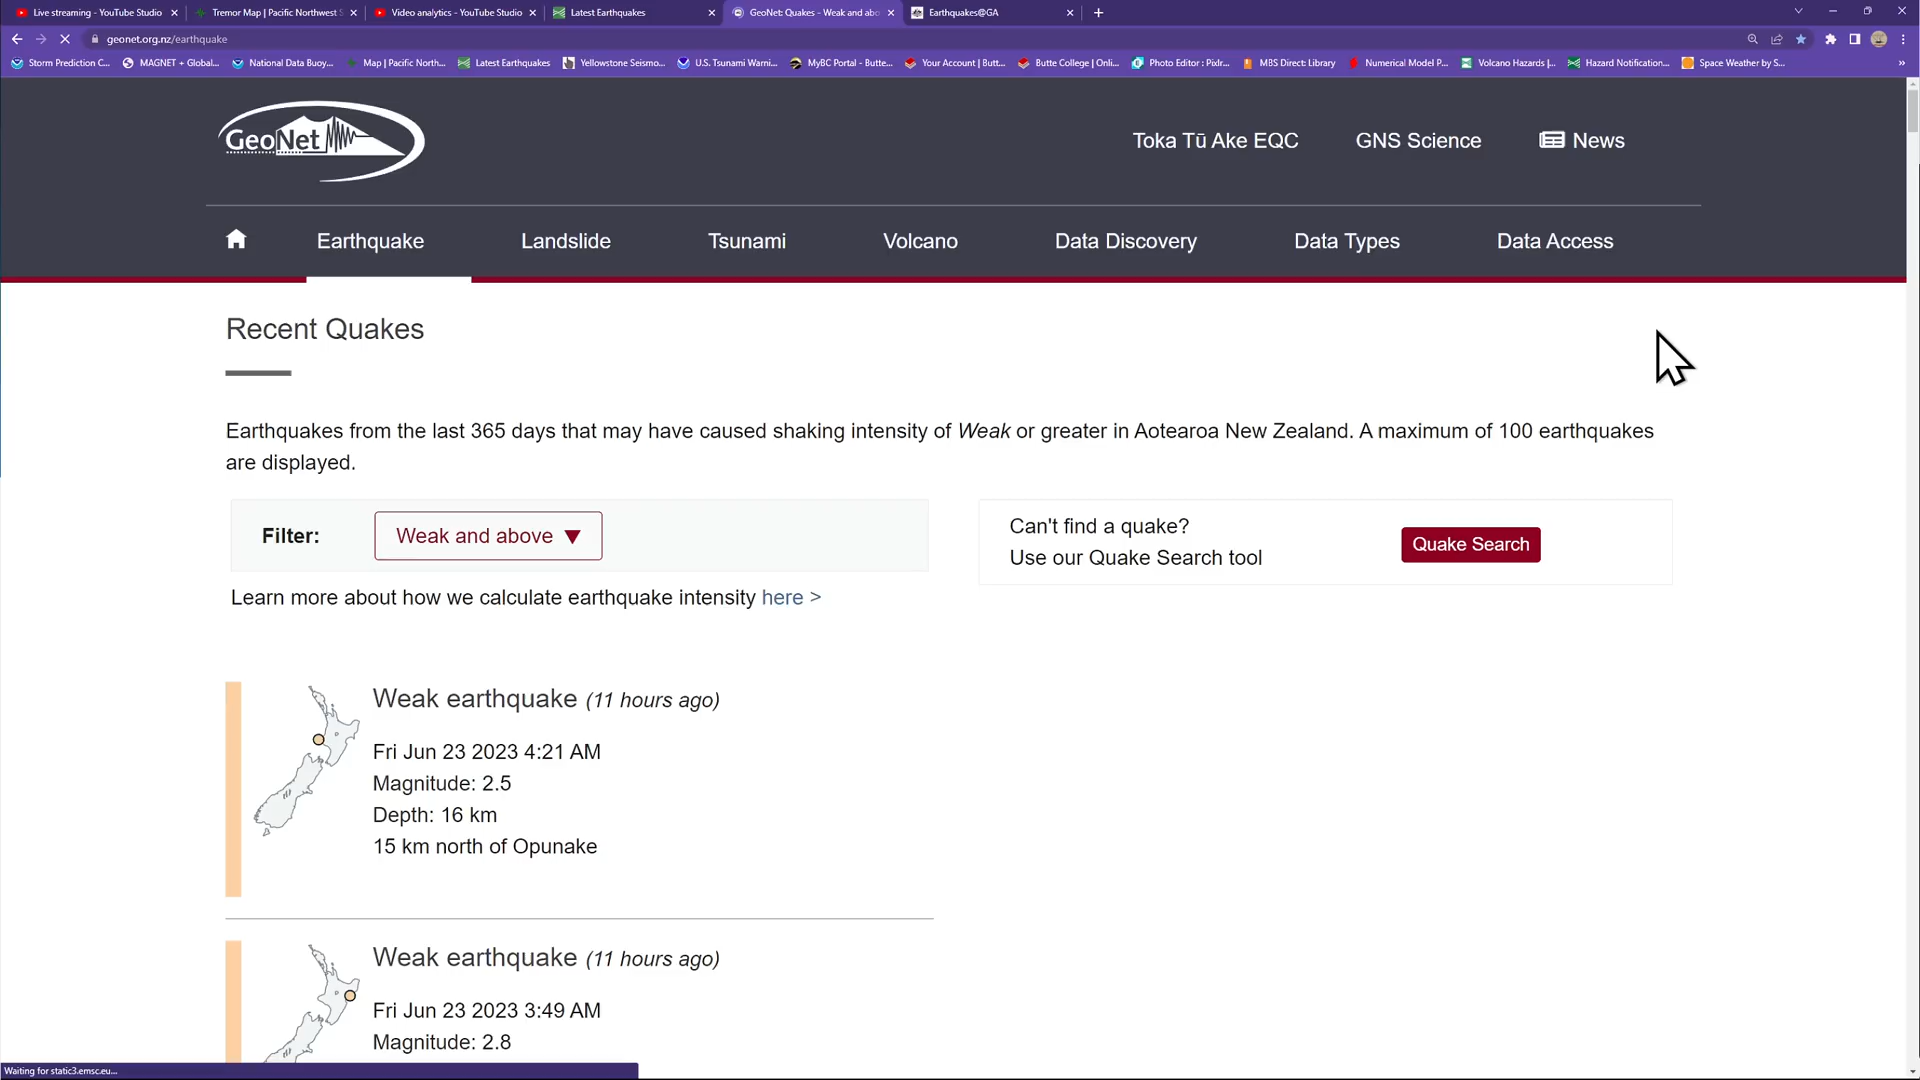 Live streaming - YouTube Studio
Tremor Map | Pacific Northwest S
Video analytics - YouTube Studio
Latest Earthquakes
GeoNet: Quakes - Weak and abo
Earthquakes@GA
geonet.org.nz/earthquake
Storm Prediction C...
MAGNET + Global...
National Data Buoy...
Map | Pacific North...
Latest Earthquakes
Yellowstone Seismo...
U.S. Tsunami Warni...
MyBC Portal - Butte...
Your Account | Butt...
Butte College | Onli...
Photo Editor : Pixlr...
MBS Direct: Library
Numerical Model P...
Volcano Hazards |...
Hazard Notification...
Space Weather by S...
GeoNet
Toka Tū Ake EQC
GNS Science
News
Earthquake
Landslide
Tsunami
Volcano
Data Discovery
Data Types
Data Access
Recent Quakes
Earthquakes from the last 365 days that may have caused shaking intensity of Weak or greater in Aotearoa New Zealand. A maximum of 100 earthquakes
are displayed.
Filter:
Weak and above ▼
Can't find a quake?
Use our Quake Search tool
Quake Search
Learn more about how we calculate earthquake intensity here >
Weak earthquake (11 hours ago)
Fri Jun 23 2023 4:21 AM
Magnitude: 2.5
Depth: 16 km
15 km north of Opunake
Weak earthquake (11 hours ago)
Fri Jun 23 2023 3:49 AM
Magnitude: 2.8
Waiting for static3.emsc.eu...